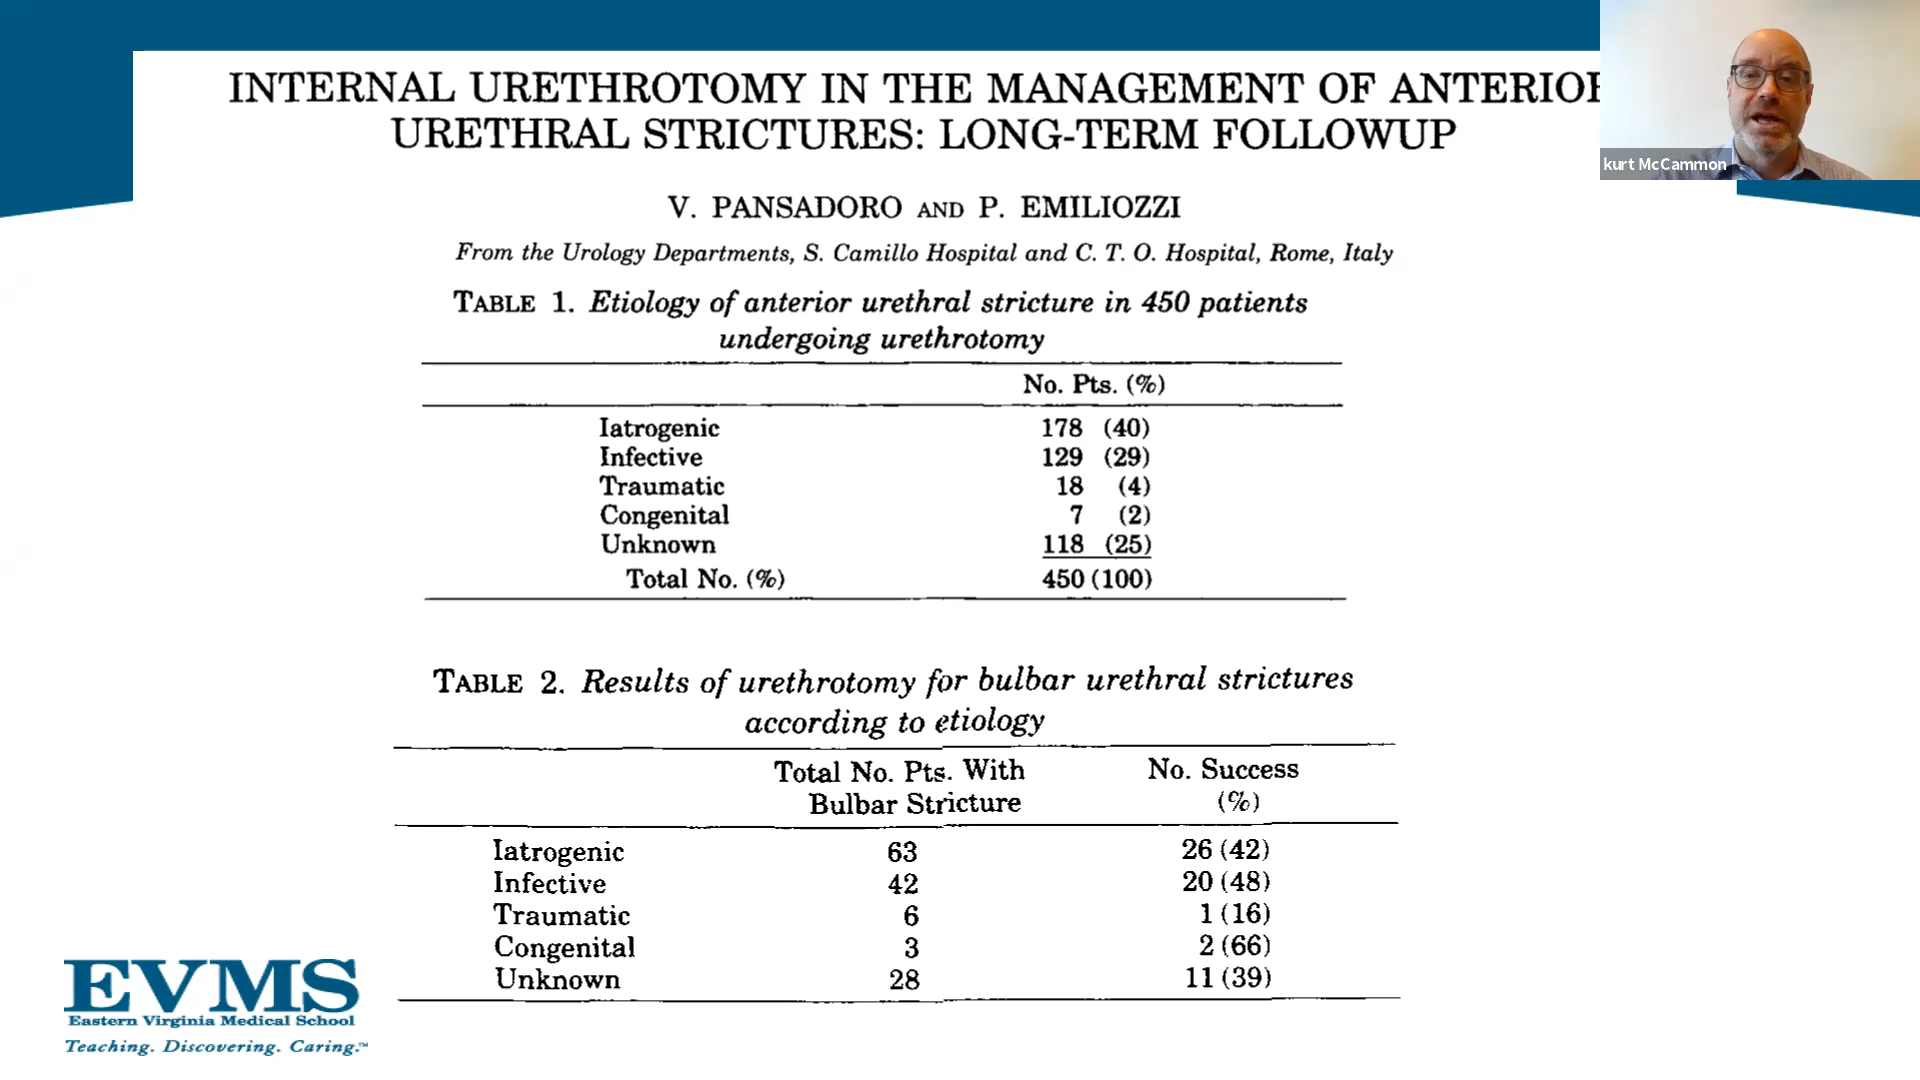 INTERNAL URETHROTOMY IN THE MANAGEMENT OF ANTERIOR
URETHRAL STRICTURES: LONG-TERM FOLLOWUP
kurt McCammon
V. PANSADORO AND P. EMILIOZZI
From the Urology Departments, S. Camillo Hospital and C. T. O. Hospital, Rome, Italy
TABLE 1. Etiology of anterior urethral stricture in 450 patients
undergoing urethrotomy
No. Pts. (%)
Iatrogenic 178 (40)
Infective 129 (29)
Traumatic 18 (4)
Congenital 7 (2)
Unknown 118 (25)
Total No. (%) 450 (100)
TABLE 2. Results of urethrotomy for bulbar urethral strictures
according to etiology
Total No. Pts. With No. Success
Bulbar Stricture (%)
Iatrogenic 63 26 (42)
Infective 42 20 (48)
Traumatic 6 1 (16)
Congenital 3 2 (66)
Unknown 28 11 (39)
EVMS
Eastern Virginia Medical School
Teaching. Discovering. Caring.™